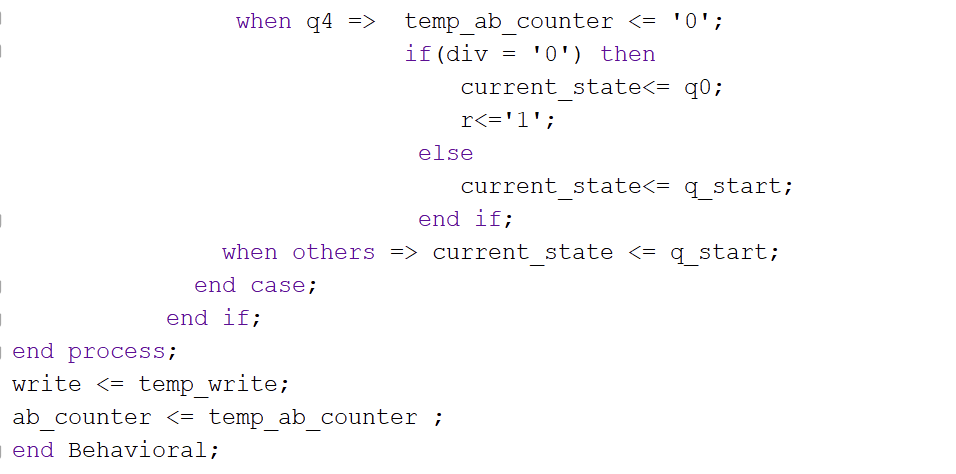 when q4 =>  temp_ab_counter <= '0';
if(div = '0') then
current_state<= q0;
r<='1';
else
current_state<= q_start;
end if;
when others => current_state <= q_start;
end case;
end if;
end process;
write <= temp_write;
ab_counter <= temp_ab_counter ;
end Behavioral;